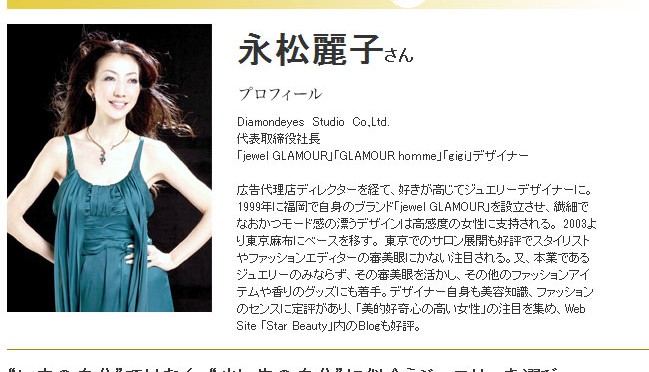 永松麗子さん
プロフィール
Diamondeyes Studio Co,Ltd.
代表取締役社長
「jewel GLAMOUR」「GLAMOUR homme」「gigi」デザイナー
広告代理店ディレクターを経て、好きが高じてジュエリーデザイナーに。
1999年に福岡で自身のブランド「jewel GLAMOUR」を設立させ、繊細で
なおかつモード感の漂うデザインは高感度の女性に支持される。 2003よ
り東京麻布にベースを移す。 東京でのサロン展開も好評でスタイリスト
やファッションエディターの審美眼にかない注目される。又、本業である
ジュエリーのみならず、その審美眼を活かし、その他のファッションアイ
テムや香りのグッズにも着手。デザイナー自身も美容知識、ファッション
のセンスに定評があり、「美的好奇心の高い女性」の注目を集め、Web
Site 「Star Beauty」内のBlogも好評。